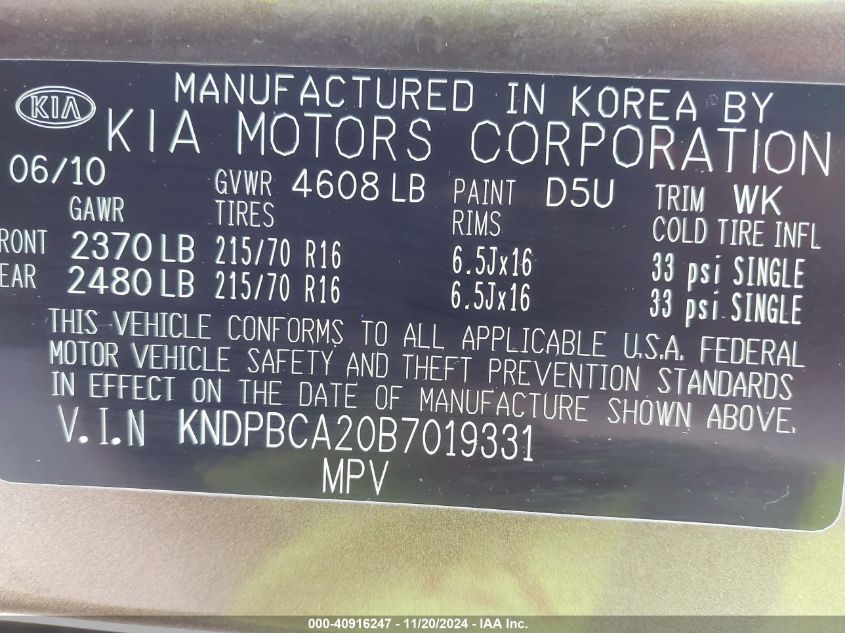 KIA
MANUFACTURED IN KOREA BY
KIA MOTORS CORPORATION
06/10 GVWR 4608 LB PAINT D5U TRIM WK
GAWR TIRES RIMS COLD TIRE INFL
RONT 2370 LB 215/70 R16 6.5Jx16 33 psi SINGLE
EAR 2480 LB 215/70 R16 6.5Jx16 33 psi SINGLE
THIS VEHICLE CONFORMS TO ALL APPLICABLE U.S.A. FEDERAL
MOTOR VEHICLE SAFETY AND THEFT PREVENTION STANDARDS
IN EFFECT ON THE DATE OF MANUFACTURE SHOWN ABOVE.
V.I.N KNDPBCA20B7019331
MPV
000-40916247 - 11/20/2024 - IAA Inc.